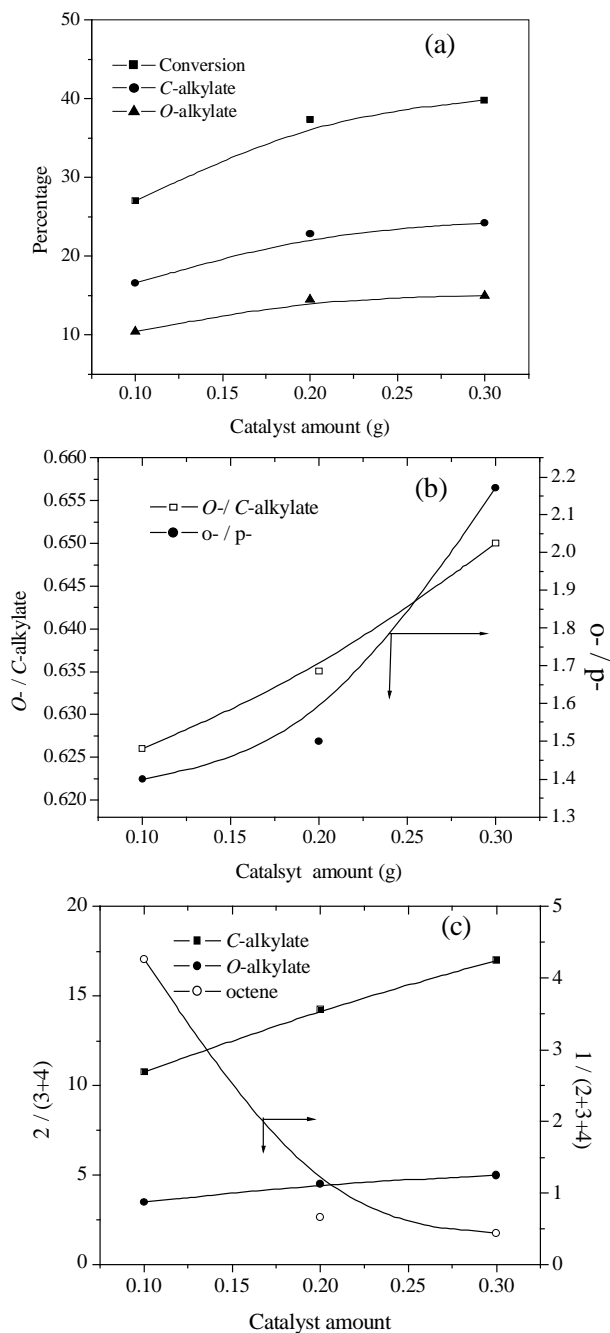 (a)
Conversion
C-alkylate
O-alkylate
50
40
30
20
10
Percentage
0.10 0.15 0.20 0.25 0.30
Catalyst amount (g)
(b)
O-/ C-alkylate
o- / p-
0.660
0.655
0.650
0.645
0.640
0.635
0.630
0.625
0.620
O- / C-alkylate
2.2
2.1
2.0
1.9
1.8
1.7
1.6
1.5
1.4
1.3
o- / p-
0.10 0.15 0.20 0.25 0.30
Catalsyt amount (g)
(c)
C-alkylate
O-alkylate
octene
20
15
10
5
0
2 / (3+4)
5
4
3
2
1
0
1 / (2+3+4)
0.10 0.15 0.20 0.25 0.30
Catalyst amount